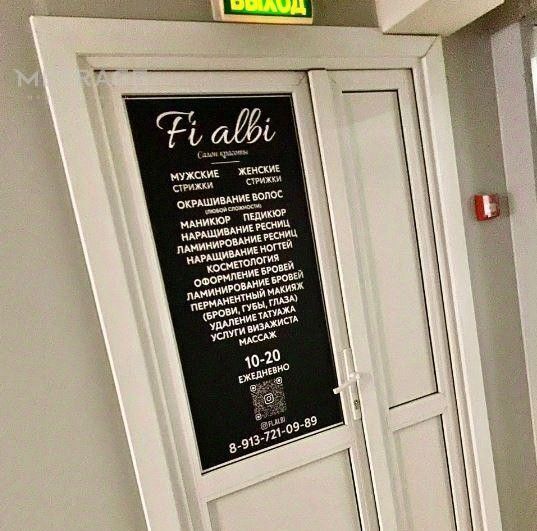 ВЫХОД
Fi albi
Салон красоты
МУЖСКИЕ ЖЕНСКИЕ
СТРИЖКИ СТРИЖКИ
ОКРАШИВАНИЕ ВОЛОС
(ЛЮБОЙ СЛОЖНОСТИ)
МАНИКЮР ПЕДИКЮР
НАРАЩИВАНИЕ РЕСНИЦ
ЛАМИНИРОВАНИЕ РЕСНИЦ
НАРАЩИВАНИЕ НОГТЕЙ
КОСМЕТОЛОГИЯ
ОФОРМЛЕНИЕ БРОВЕЙ
ЛАМИНИРОВАНИЕ БРОВЕЙ
ПЕРМАНЕНТНЫЙ МАКИЯЖ
(БРОВИ, ГУБЫ, ГЛАЗА)
УДАЛЕНИЕ ТАТУАЖА
УСЛУГИ ВИЗАЖИСТА
МАССАЖ
10-20
ЕЖЕДНЕВНО
FI.ALBI
8-913-721-09-89